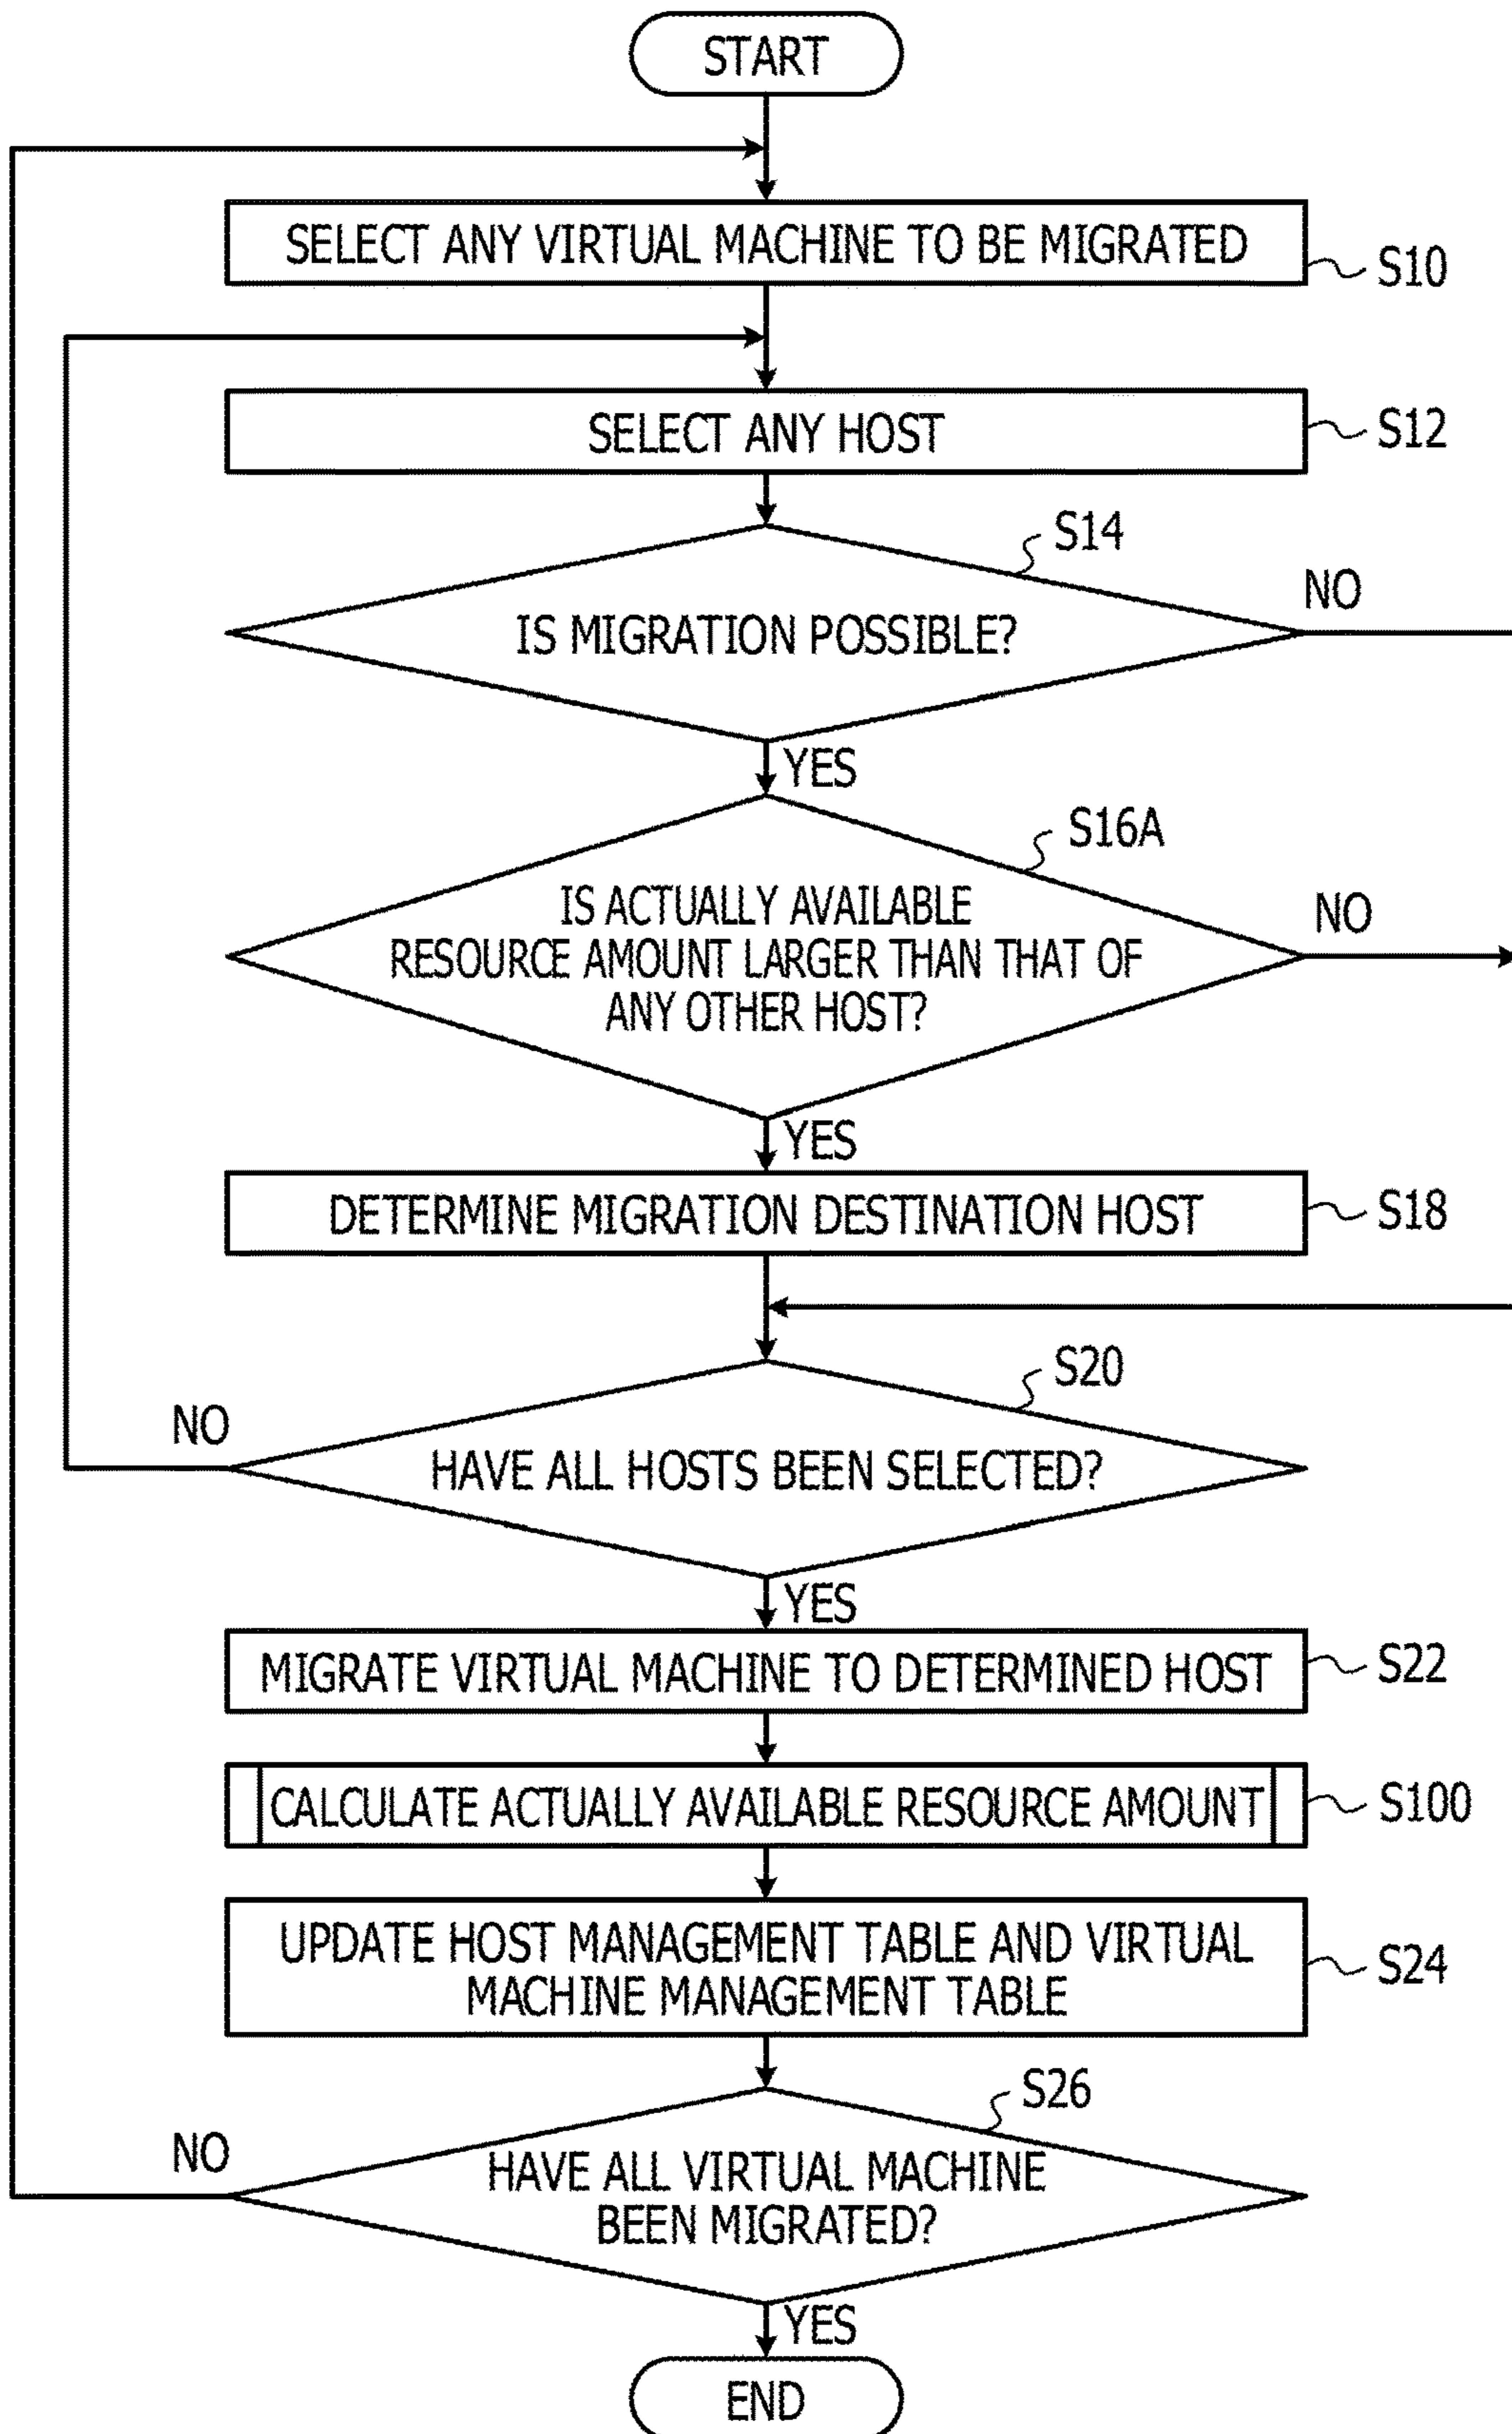 START
SELECT ANY VIRTUAL MACHINE TO BE MIGRATED
S10
SELECT ANY HOST
S12
S14
IS MIGRATION POSSIBLE?
NO
YES
S16A
IS ACTUALLY AVAILABLE
RESOURCE AMOUNT LARGER THAN THAT OF
ANY OTHER HOST?
NO
YES
DETERMINE MIGRATION DESTINATION HOST
S18
S20
NO
HAVE ALL HOSTS BEEN SELECTED?
YES
MIGRATE VIRTUAL MACHINE TO DETERMINED HOST
S22
CALCULATE ACTUALLY AVAILABLE RESOURCE AMOUNT
S100
UPDATE HOST MANAGEMENT TABLE AND VIRTUAL
MACHINE MANAGEMENT TABLE
S24
S26
NO
HAVE ALL VIRTUAL MACHINE
BEEN MIGRATED?
YES
END